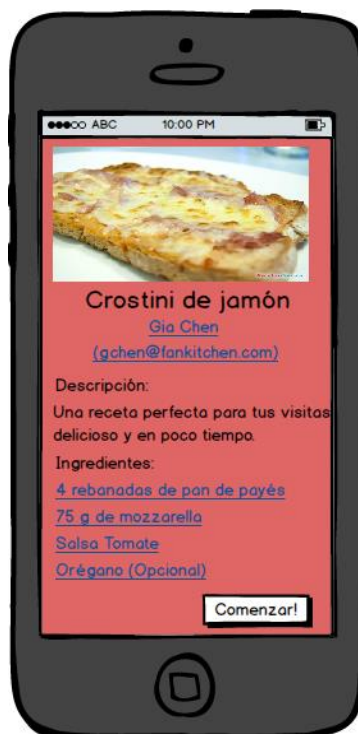 ABC 10:00 PM
Crostini de jamón
Gia Chen
(gchen@fankitchen.com)
Descripción:
Una receta perfecta para tus visitas
delicioso y en poco tiempo.
Ingredientes:
4 rebanadas de pan de payés
75 g de mozzarella
Salsa Tomate
Orégano (Opcional)
Comenzar!